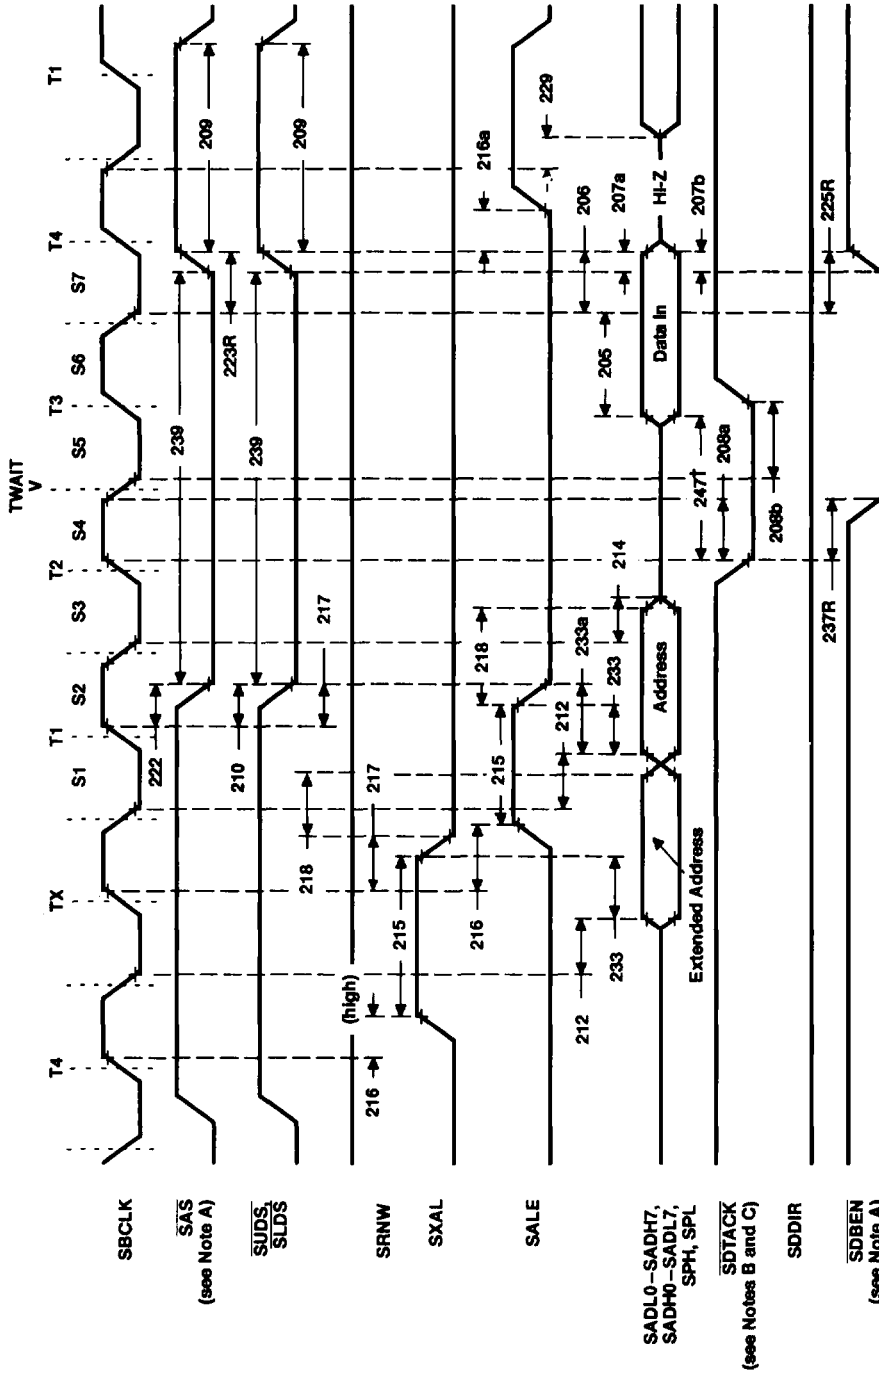 TWAIT
V
T4
TX
T1
T2
T3
T4
T1
S1
S2
S3
S4
S5
S6
S7
SBCLK
SAS
(see Note A)
222
239
223R
209
SUDS,
SLDS
210
239
209
217
218
SRNW
(high)
216
217
SXAL
215
216
218
216a
SALE
215
229
212
233
212
233a
233
214
205
206
207a
SADL0–SADH7,
SADH0–SADL7,
SPH, SPL
Extended Address
Address
Data In
HI-Z
247†
207b
208a
SDTACK
(see Notes B and C)
208b
SDDIR
237R
225R
SDBEN
(see Note A)